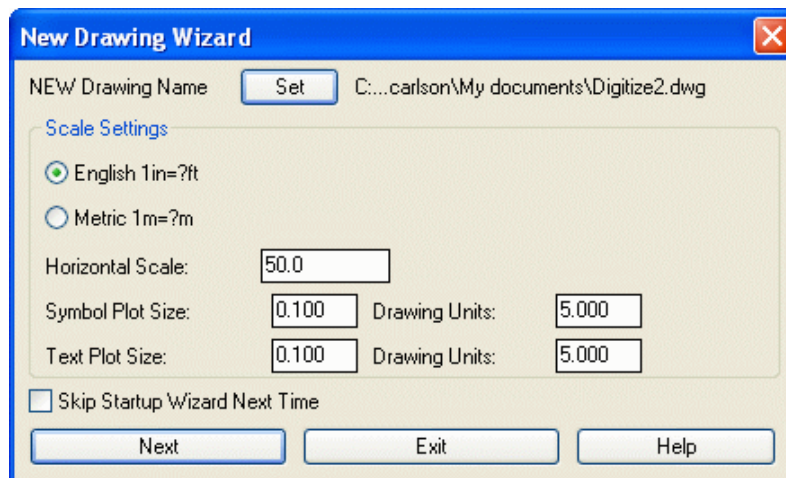 New Drawing Wizard
NEW Drawing Name Set C:...carlson\My documents\Digitize2.dwg
Scale Settings
English 1in=?ft
Metric 1m=?m
Horizontal Scale: 50.0
Symbol Plot Size: 0.100 Drawing Units: 5.000
Text Plot Size: 0.100 Drawing Units: 5.000
Skip Startup Wizard Next Time
Next Exit Help